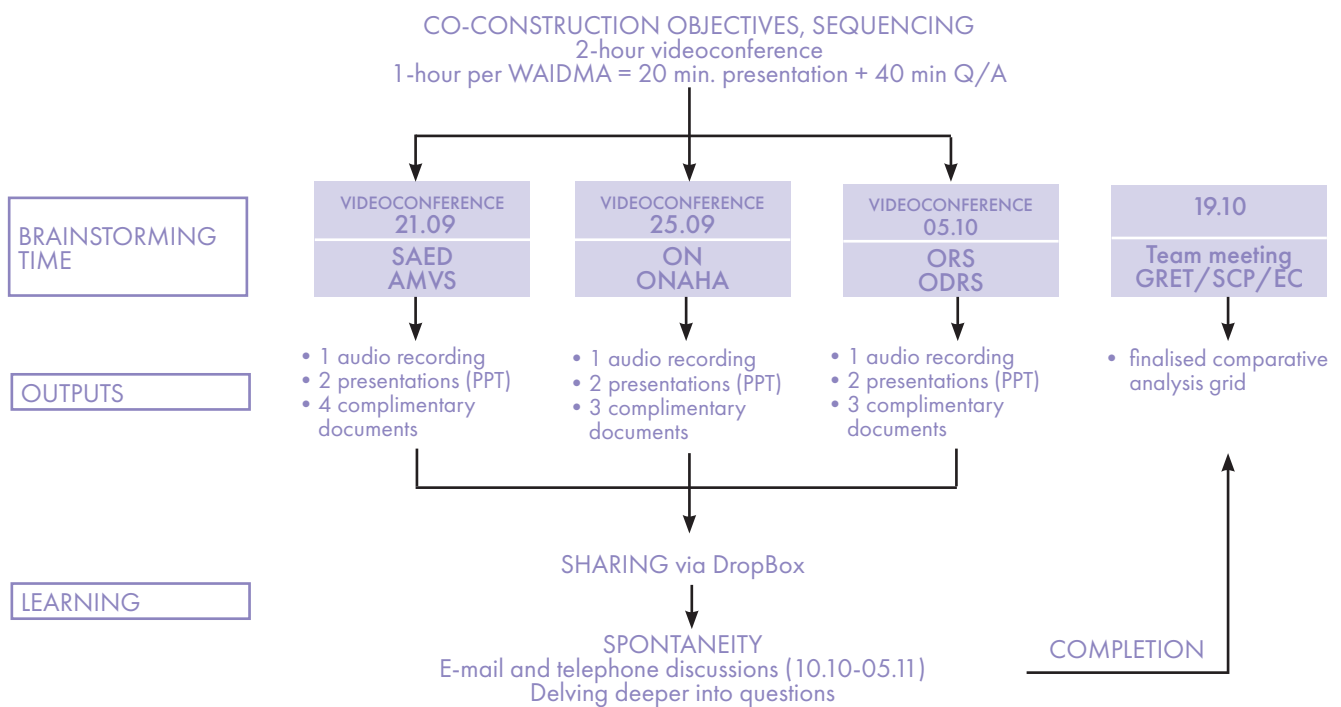 CO-CONSTRUCTION OBJECTIVES, SEQUENCING
2-hour videoconference
1-hour per WAIDMA = 20 min. presentation + 40 min Q/A
BRAINSTORMING
TIME
VIDEOCONFERENCE
21.09
SAED
AMVS
VIDEOCONFERENCE
25.09
ON
ONAHA
VIDEOCONFERENCE
05.10
ORS
ODRS
19.10
Team meeting
GRET/SCP/EC
OUTPUTS
• 1 audio recording
• 2 presentations (PPT)
• 4 complimentary
documents
• 1 audio recording
• 2 presentations (PPT)
• 3 complimentary
documents
• 1 audio recording
• 2 presentations (PPT)
• 3 complimentary
documents
• finalised comparative
analysis grid
LEARNING
SHARING via DropBox
SPONTANEITY
E-mail and telephone discussions (10.10-05.11)
Delving deeper into questions
COMPLETION